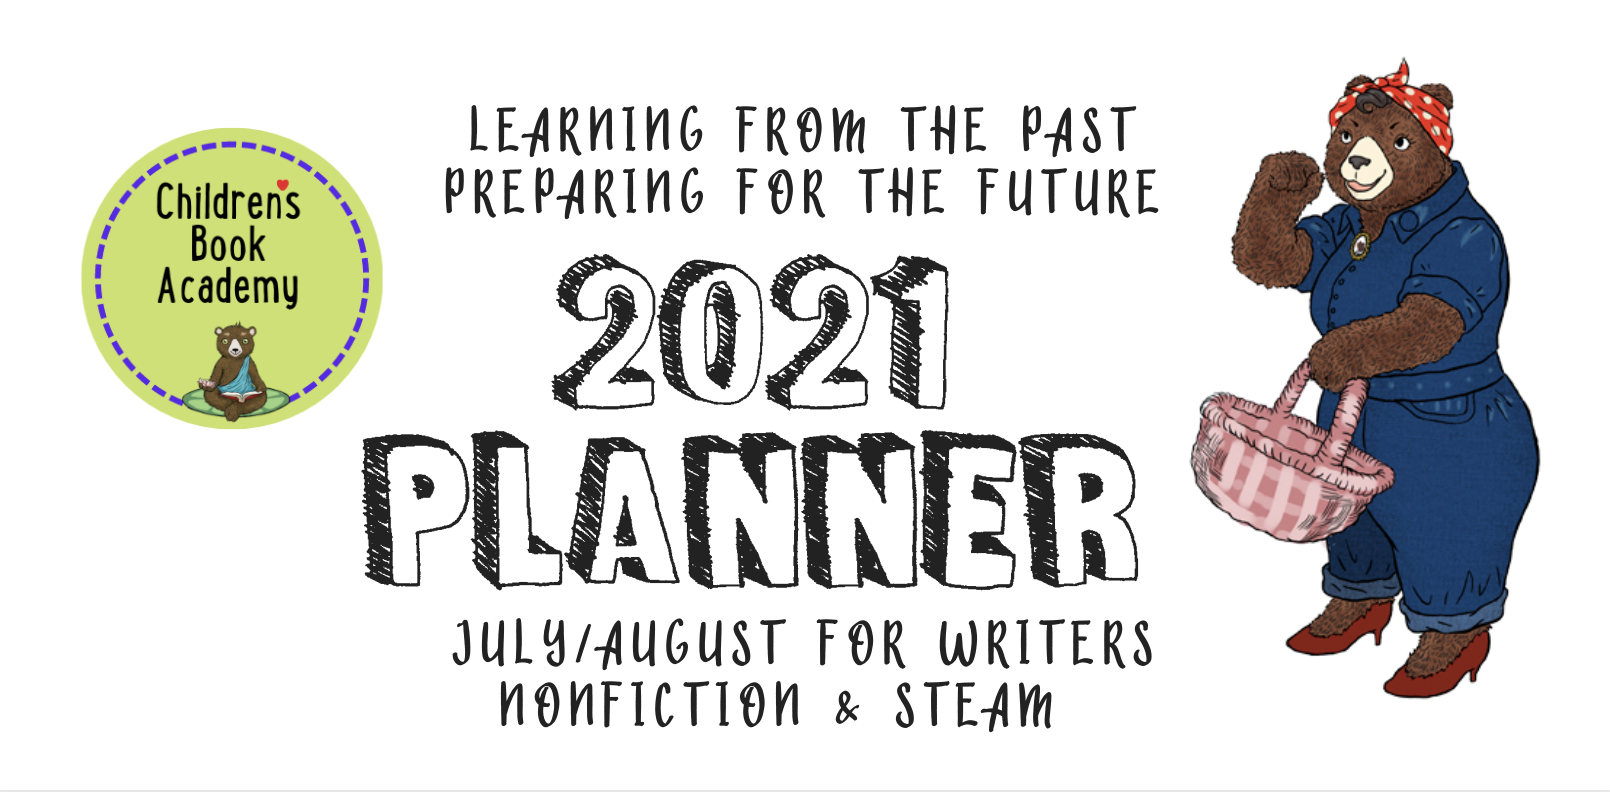 Children's
Book
Academy
LEARNING FROM THE PAST
PREPARING FOR THE FUTURE
2021
PLANNER
JULY/AUGUST FOR WRITERS
NONFICTION & STEAM